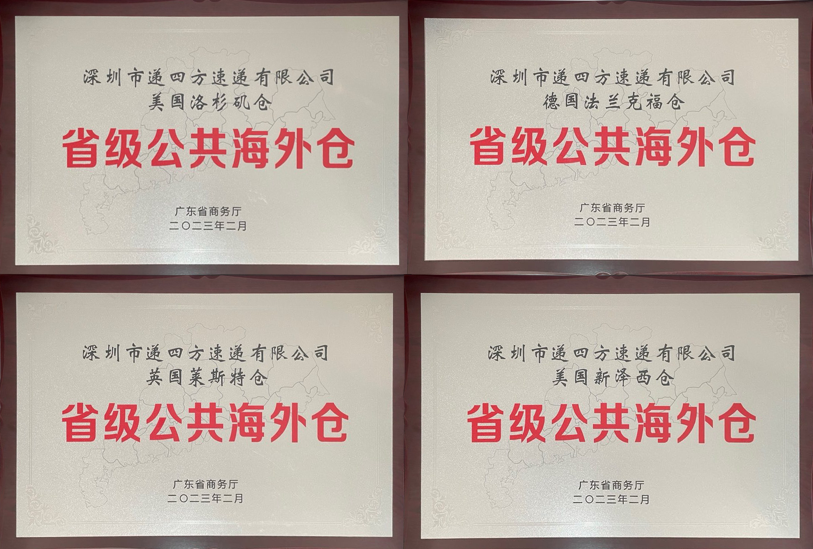 深圳市递四方速递有限公司
美国洛杉矶仓
省级公共海外仓
广东省商务厅
二〇二三年二月
深圳市递四方速递有限公司
德国法兰克福仓
省级公共海外仓
广东省商务厅
二〇二三年二月
深圳市递四方速递有限公司
英国莱斯特仓
省级公共海外仓
广东省商务厅
二〇二三年二月
深圳市递四方速递有限公司
美国新泽西仓
省级公共海外仓
广东省商务厅
二〇二三年二月